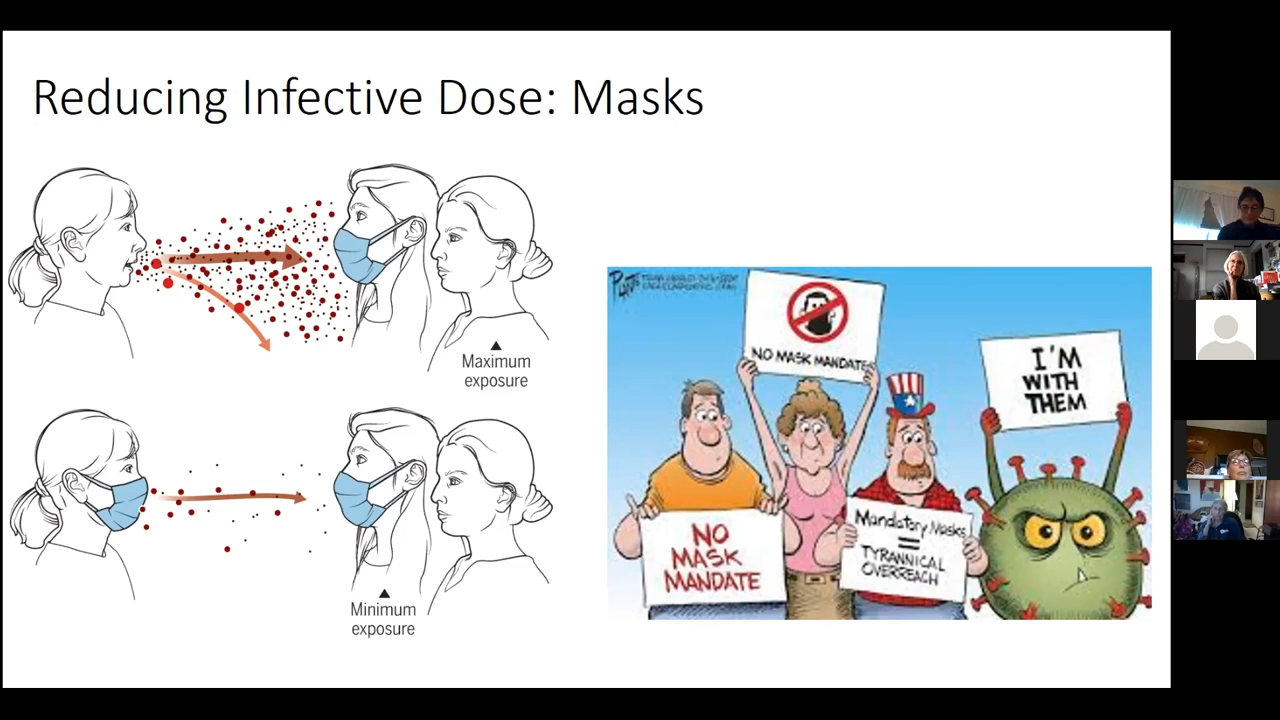 Reducing Infective Dose: Masks
Maximum
exposure
Minimum
exposure
NO MASK MANDATE
NO
MASK
MANDATE
Mandatory Masks
=
TYRANNICAL
OVERREACH
I'M
WITH
THEM